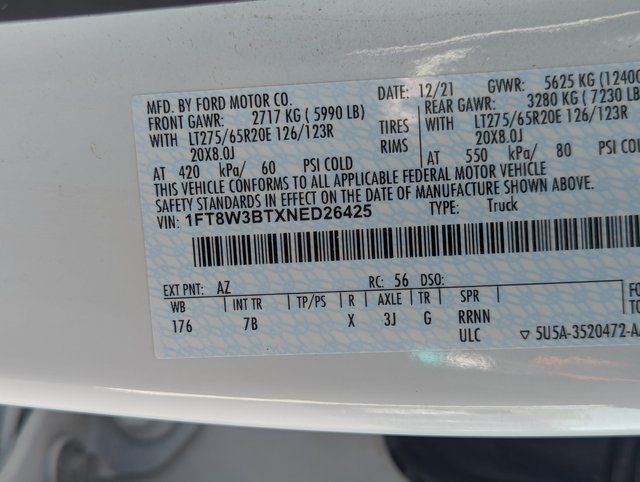 MFD. BY FORD MOTOR CO.
DATE: 12/21 GVWR: 5625 KG (1240
FRONT GAWR: 2717 KG ( 5990 LB)
REAR GAWR: 3280 KG ( 7230 LB
WITH LT275/65R20E 126/123R TIRES WITH LT275/65R20E 126/123R
20X8.0J RIMS 20X8.0J
AT 420 kPa/ 60 PSI COLD AT 550 kPa/ 80 PSI COL
THIS VEHICLE CONFORMS TO ALL APPLICABLE FEDERAL MOTOR VEHICLE
SAFETY STANDARDS IN EFFECT ON THE DATE OF MANUFACTURE SHOWN ABOVE.
VIN: 1FT8W3BTXNED26425 TYPE: Truck
EXT PNT: AZ RC: 56 DSO:
WB INT TR TP/PS R AXLE TR SPR
176 7B X 3J G RRNN
ULC
FO
TO
▽ 5U5A-3520472-A